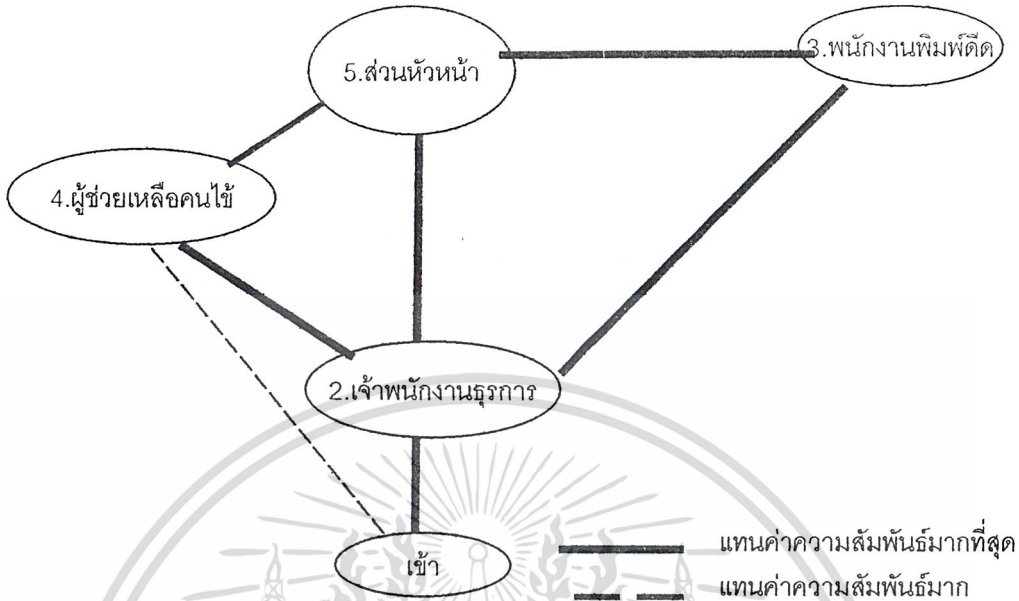 5.ส่วนหัวหน้า
3.พนักงานพิมพ์ดีด
4.ผู้ช่วยเหลือคนไข้
2.เจ้าพนักงานธุรการ
เข้า
แทนค่าความสัมพันธ์มากที่สุด
แทนค่าความสัมพันธ์มาก